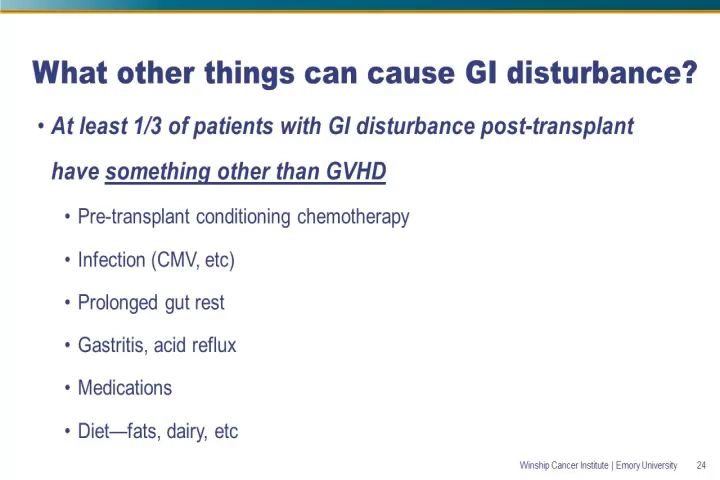 What other things can cause GI disturbance?
• At least 1/3 of patients with GI disturbance post-transplant
have something other than GVHD
• Pre-transplant conditioning chemotherapy
• Infection (CMV, etc)
• Prolonged gut rest
• Gastritis, acid reflux
• Medications
• Diet—fats, dairy, etc
Winship Cancer Institute | Emory University 24